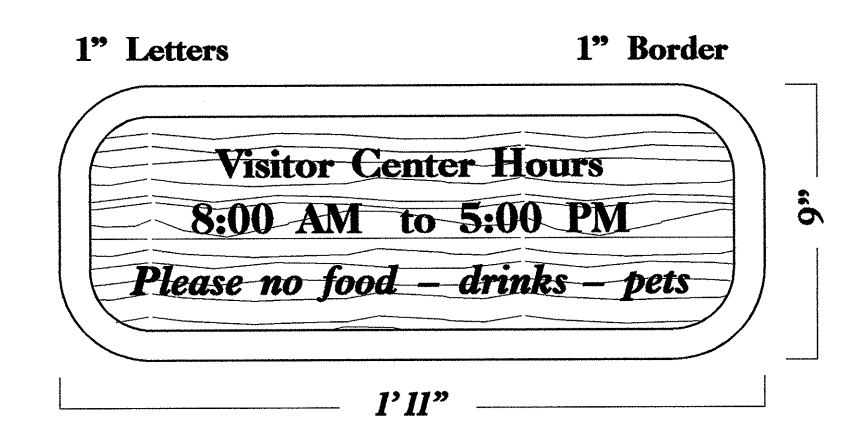 1” Letters
1” Border
Visitor Center Hours
8:00 AM to 5:00 PM
Please no food – drinks – pets
9”
1’ 11”